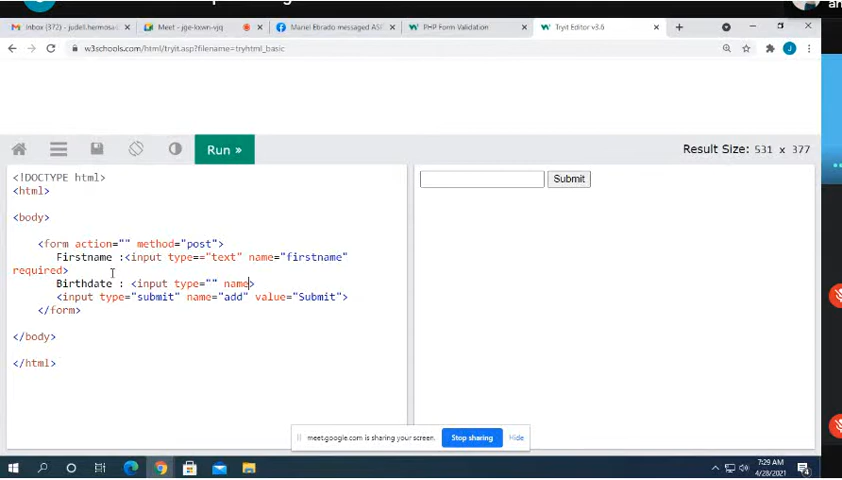 Inbox (372) - judell.hermosa
Meet - jge-kxwn-vjq
Mariel Ebrado messaged
PHP Form Validation
Tryit Editor v3.6
w3schools.com/html/tryit.asp?filename=tryhtml_basic
Run »
Result Size: 531 x 377
<!DOCTYPE html>
<html>
<body>
<form action="" method="post">
Firstname :<input type=="text" name="firstname"
required>
Birthdate : <input type="" name>
<input type="submit" name="add" value="Submit">
</form>
</body>
</html>
Submit
meet.google.com is sharing your screen.
Stop sharing
Hide
7:29 AM
4/28/2021